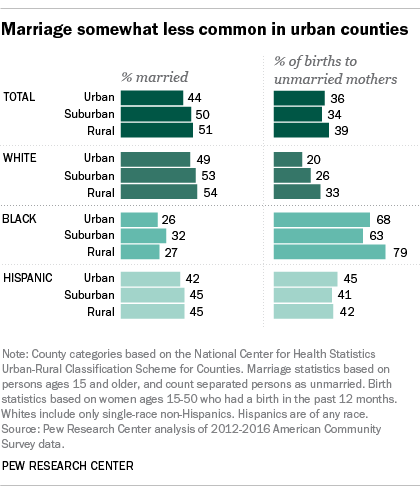 Marriage somewhat less common in urban counties
% married
% of births to
unmarried mothers
TOTAL Urban 44 36
Suburban 50 34
Rural 51 39
WHITE Urban 49 20
Suburban 53 26
Rural 54 33
BLACK Urban 26 68
Suburban 32 63
Rural 27 79
HISPANIC Urban 42 45
Suburban 45 41
Rural 45 42
Note: County categories based on the National Center for Health Statistics
Urban-Rural Classification Scheme for Counties. Marriage statistics based on
persons ages 15 and older, and count separated persons as unmarried. Birth
statistics based on women ages 15-50 who had a birth in the past 12 months.
Whites include only single-race non-Hispanics. Hispanics are of any race.
Source: Pew Research Center analysis of 2012-2016 American Community
Survey data.
PEW RESEARCH CENTER